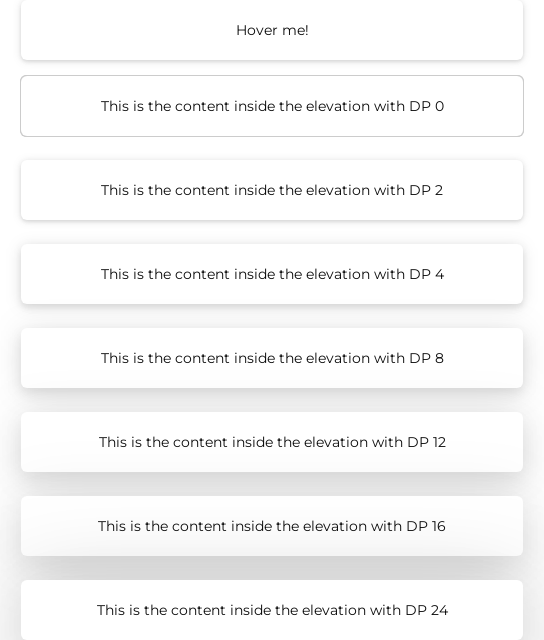 Hover me!
This is the content inside the elevation with DP 0
This is the content inside the elevation with DP 2
This is the content inside the elevation with DP 4
This is the content inside the elevation with DP 8
This is the content inside the elevation with DP 12
This is the content inside the elevation with DP 16
This is the content inside the elevation with DP 24